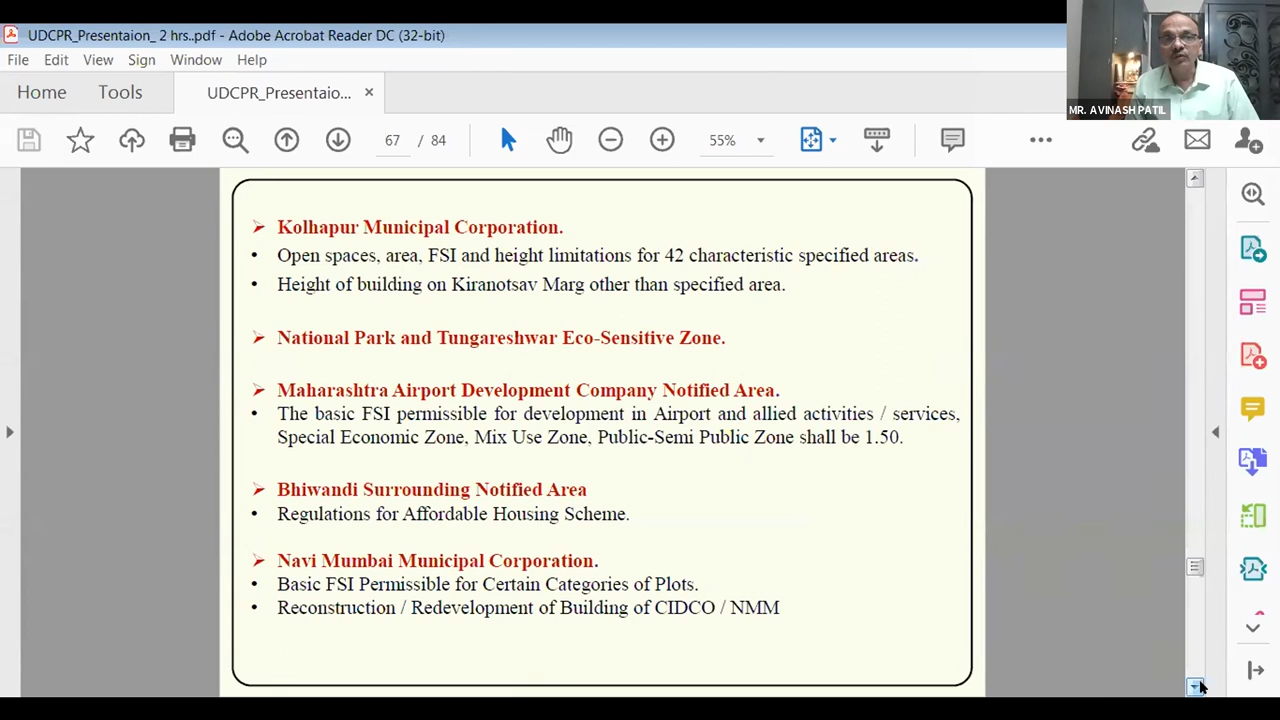 UDCPR_Presentaion_ 2 hrs..pdf - Adobe Acrobat Reader DC (32-bit)
File Edit View Sign Window Help
Home Tools UDCPR_Presentaio... ×
67 / 84 55%
MR. AVINASH PATIL
➢ Kolhapur Municipal Corporation.
• Open spaces, area, FSI and height limitations for 42 characteristic specified areas.
• Height of building on Kiranotsav Marg other than specified area.
➢ National Park and Tungareshwar Eco-Sensitive Zone.
➢ Maharashtra Airport Development Company Notified Area.
• The basic FSI permissible for development in Airport and allied activities / services,
Special Economic Zone, Mix Use Zone, Public-Semi Public Zone shall be 1.50.
➢ Bhiwandi Surrounding Notified Area
• Regulations for Affordable Housing Scheme.
➢ Navi Mumbai Municipal Corporation.
• Basic FSI Permissible for Certain Categories of Plots.
• Reconstruction / Redevelopment of Building of CIDCO / NMM